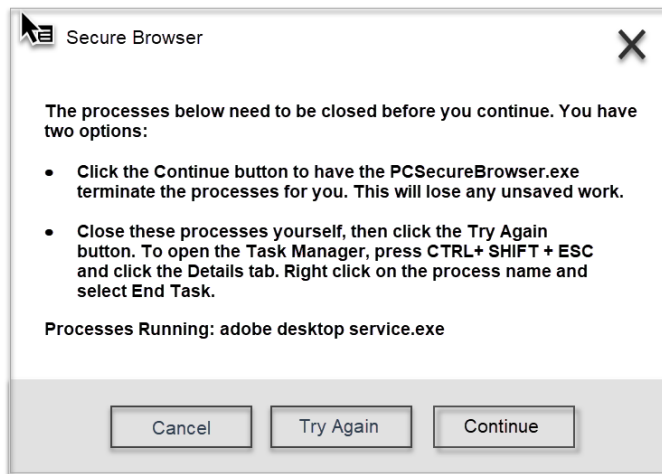 Secure Browser
The processes below need to be closed before you continue. You have
two options:
• Click the Continue button to have the PCSecureBrowser.exe
terminate the processes for you. This will lose any unsaved work.
• Close these processes yourself, then click the Try Again
button. To open the Task Manager, press CTRL+ SHIFT + ESC
and click the Details tab. Right click on the process name and
select End Task.
Processes Running: adobe desktop service.exe
Cancel
Try Again
Continue